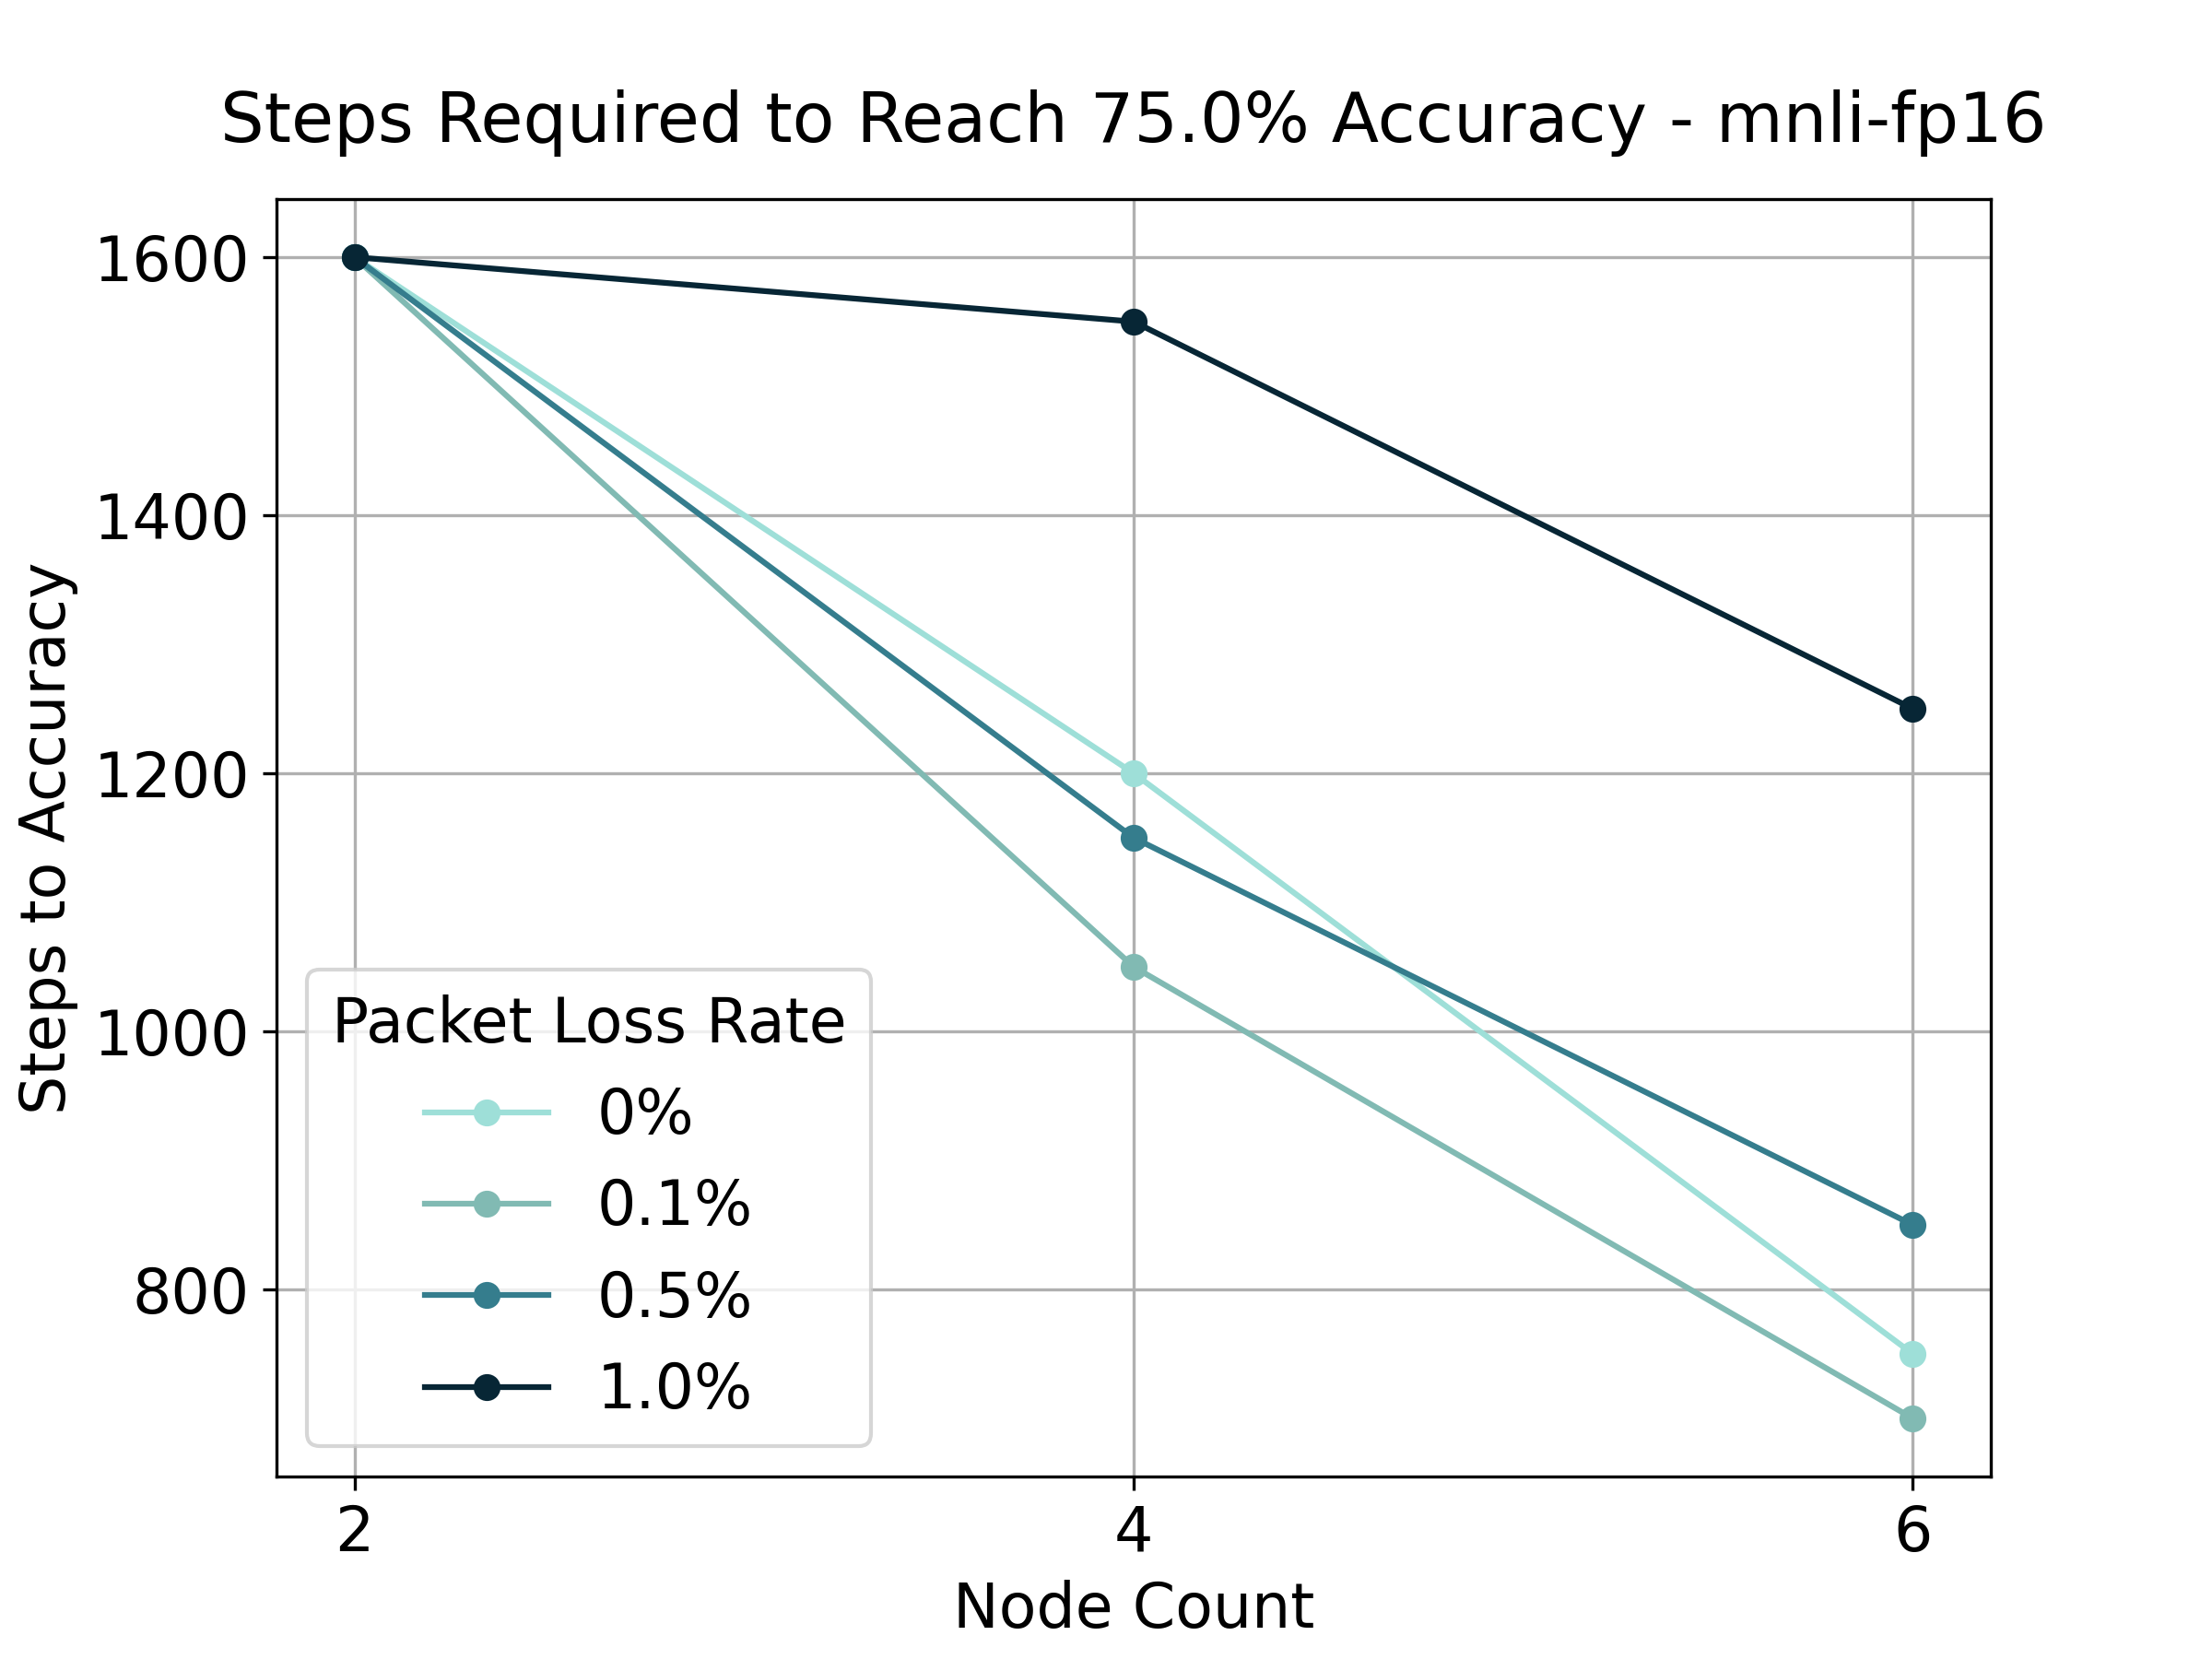 Steps Required to Reach 75.0% Accuracy - mnli-fp16
Steps to Accuracy
1600
1400
1200
1000
800
Packet Loss Rate
0%
0.1%
0.5%
1.0%
2 4 6
Node Count